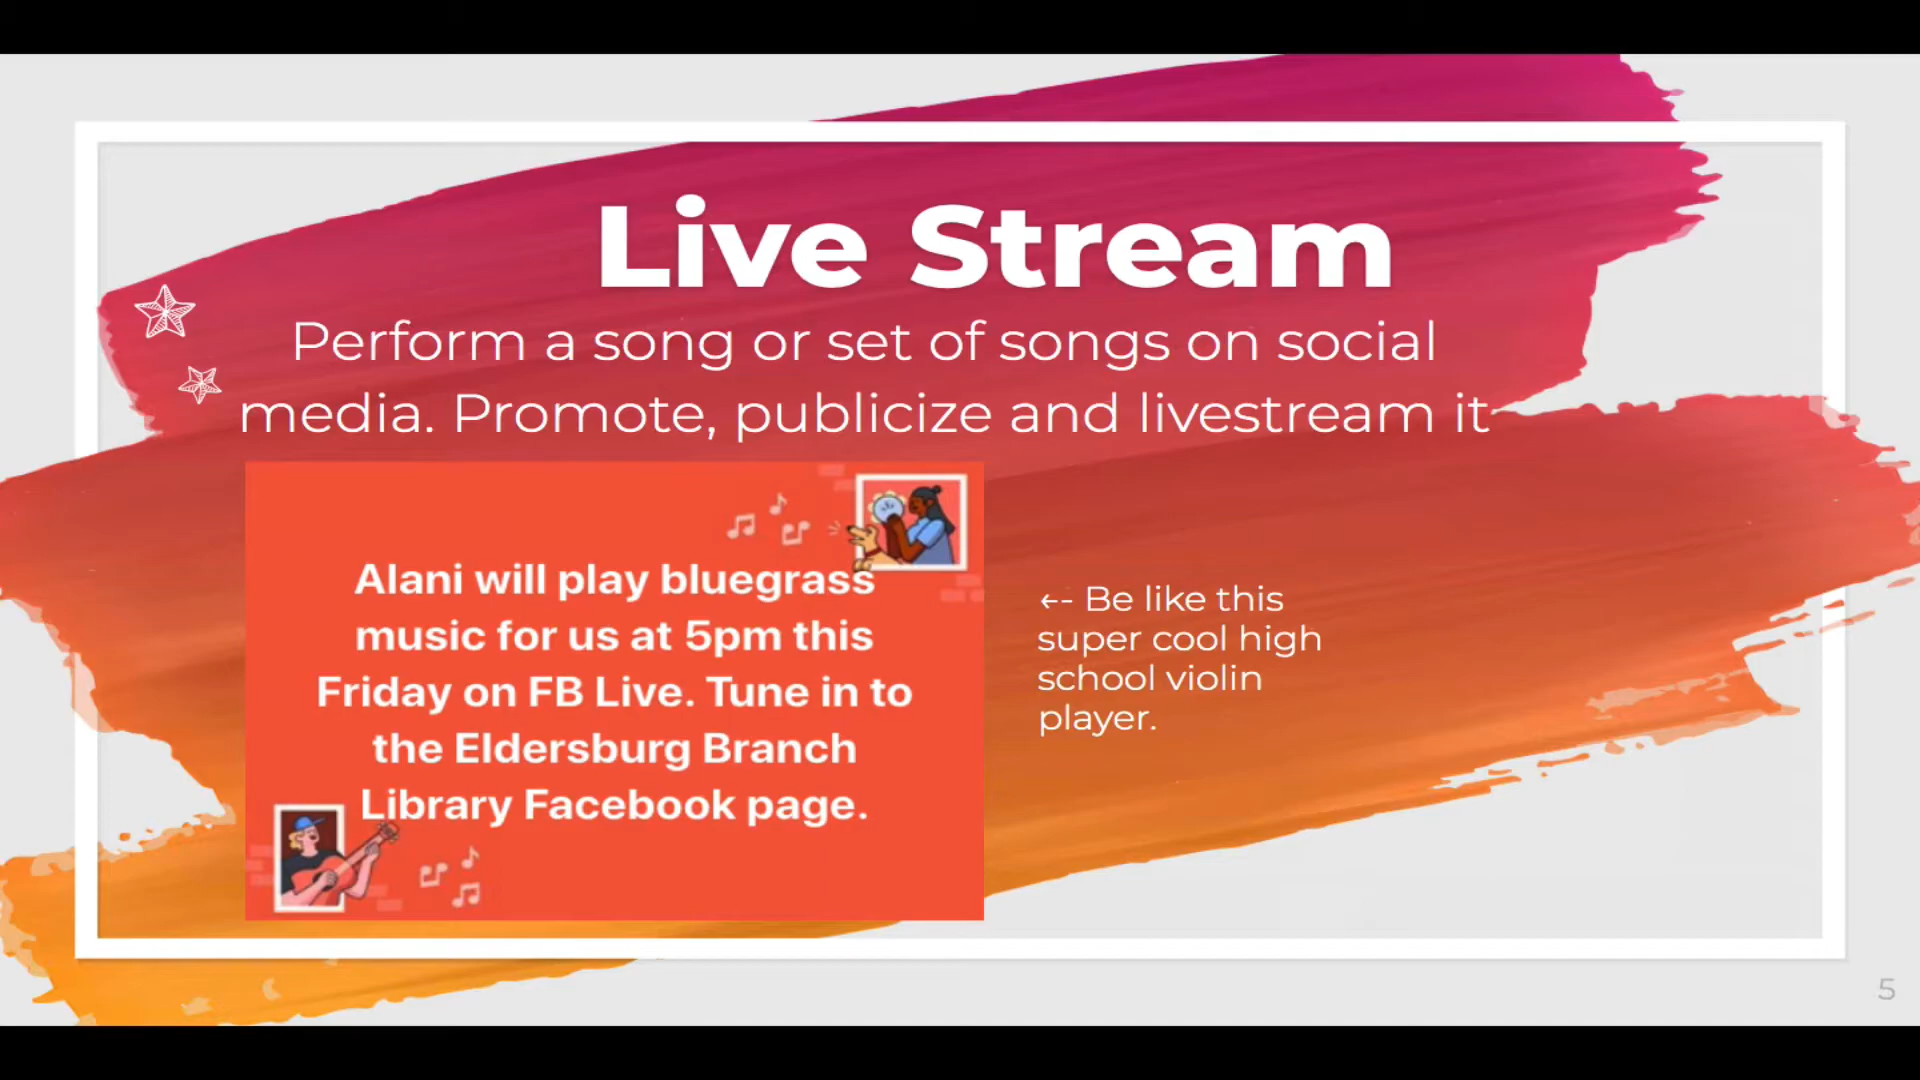 Live Stream
Perform a song or set of songs on social
media. Promote, publicize and livestream it
Alani will play bluegrass
music for us at 5pm this
Friday on FB Live. Tune in to
the Eldersburg Branch
Library Facebook page.
←- Be like this
super cool high
school violin
player.
5